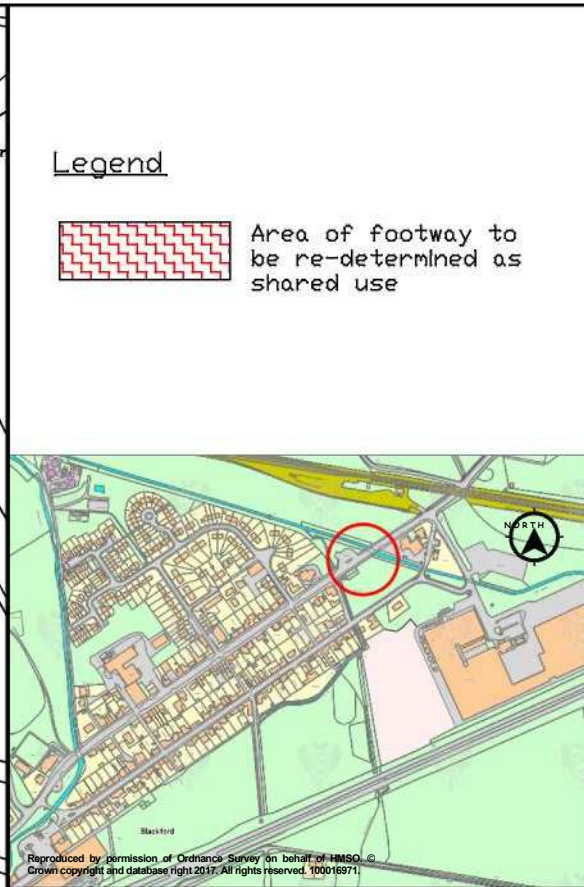 Legend
Area of footway to
be re-determined as
shared use
NORTH
Blackford
Reproduced by permission of Ordnance Survey on behalf of HMSO. ©
Crown copyright and database right 2017. All rights reserved. 100016971.